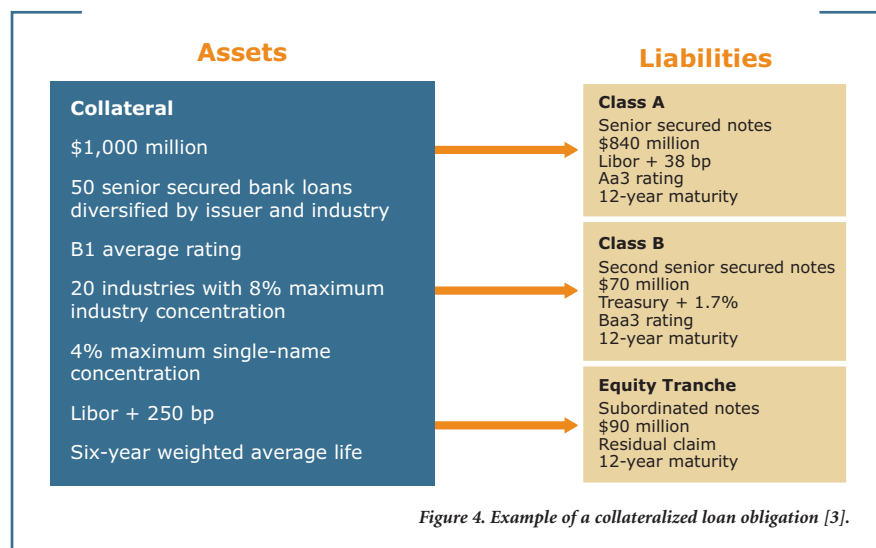 Assets
Collateral
$1,000 million
50 senior secured bank loans
diversified by issuer and industry
B1 average rating
20 industries with 8% maximum
industry concentration
4% maximum single-name
concentration
Libor + 250 bp
Six-year weighted average life
Liabilities
Class A
Senior secured notes
$840 million
Libor + 38 bp
Aa3 rating
12-year maturity
Class B
Second senior secured notes
$70 million
Treasury + 1.7%
Baa3 rating
12-year maturity
Equity Tranche
Subordinated notes
$90 million
Residual claim
12-year maturity
Figure 4. Example of a collateralized loan obligation [3].